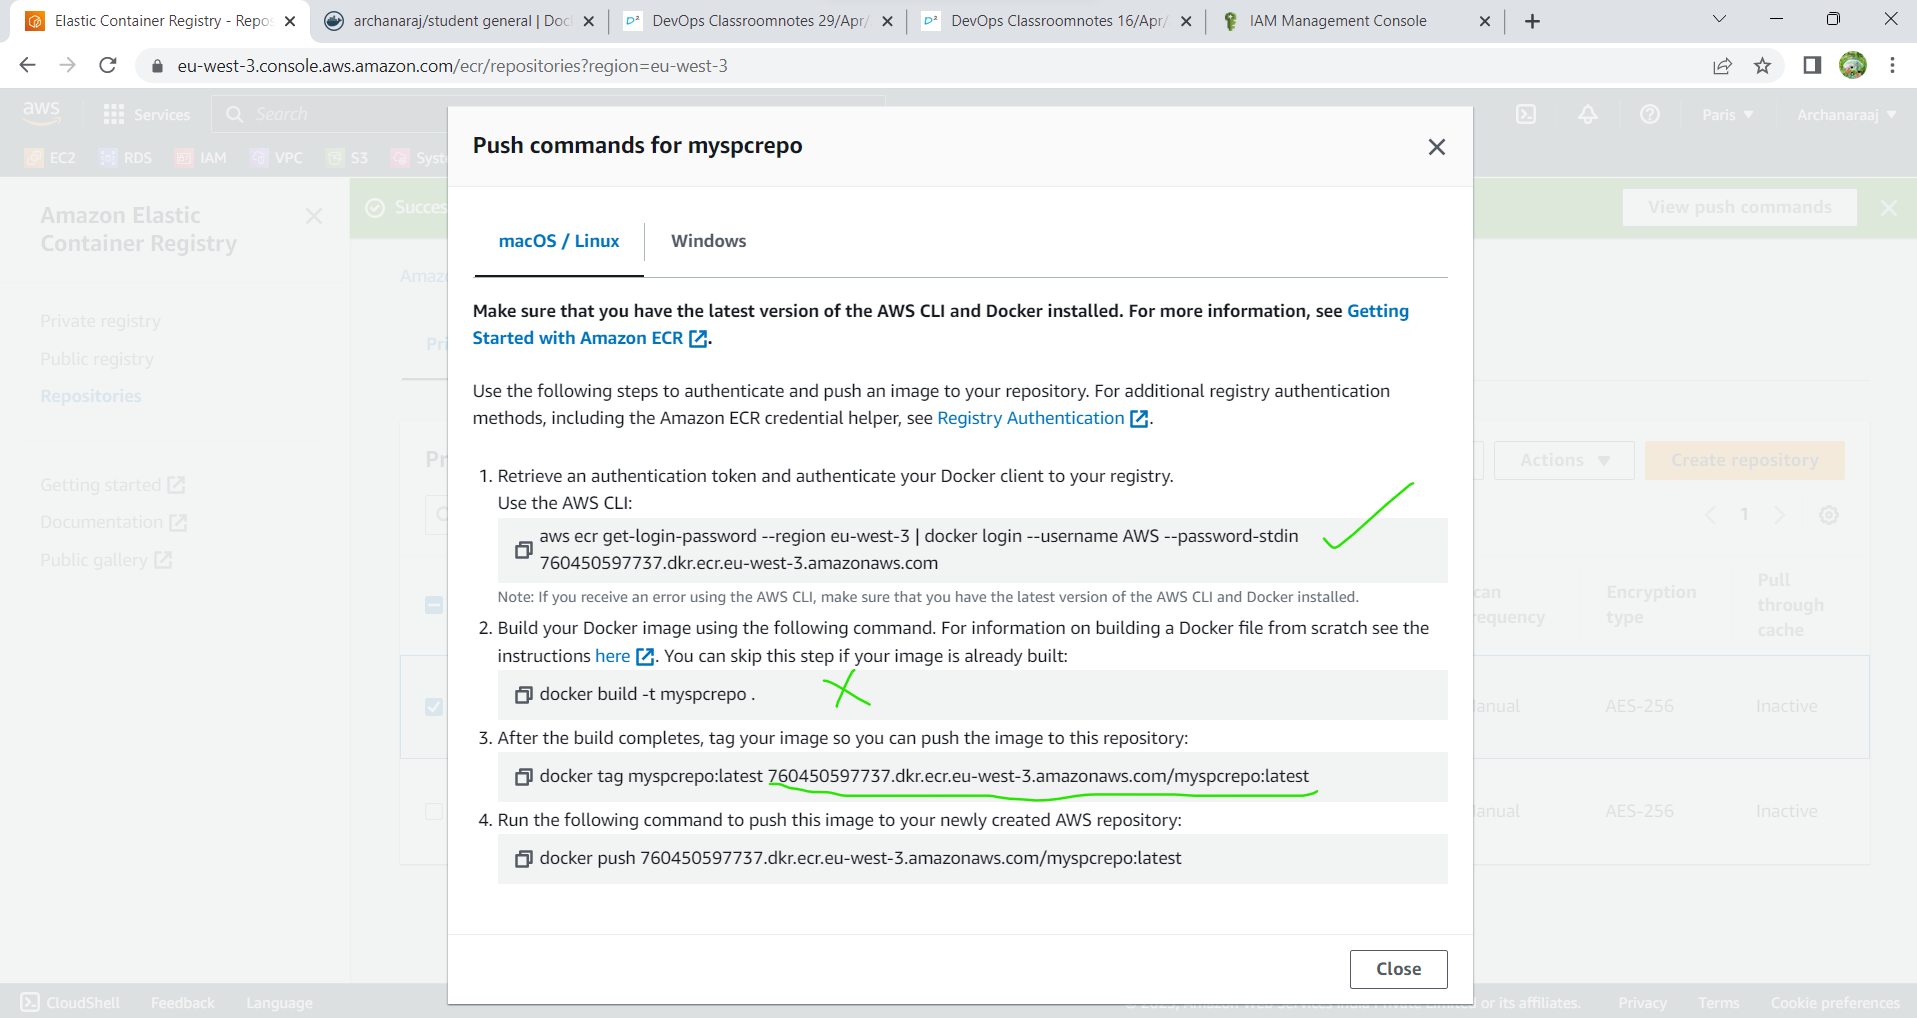 Elastic Container Registry - Repos
archanaraj/student general | Doc
DevOps Classroomnotes 29/Apr/
DevOps Classroomnotes 16/Apr/
IAM Management Console
eu-west-3.console.aws.amazon.com/ecr/repositories?region=eu-west-3
aws
Services
Search
Paris
Archanaraaj
EC2
RDS
IAM
VPC
S3
Syst
Amazon Elastic
Container Registry
Private registry
Public registry
Repositories
Getting started
Documentation
Public gallery
Succes
View push commands
Amazo
Pri
Pr
Push commands for myspcrepo
macOS / Linux
Windows
Make sure that you have the latest version of the AWS CLI and Docker installed. For more information, see Getting
Started with Amazon ECR.
Use the following steps to authenticate and push an image to your repository. For additional registry authentication
methods, including the Amazon ECR credential helper, see Registry Authentication.
1. Retrieve an authentication token and authenticate your Docker client to your registry.
Use the AWS CLI:
aws ecr get-login-password --region eu-west-3 | docker login --username AWS --password-stdin
760450597737.dkr.ecr.eu-west-3.amazonaws.com
Note: If you receive an error using the AWS CLI, make sure that you have the latest version of the AWS CLI and Docker installed.
2. Build your Docker image using the following command. For information on building a Docker file from scratch see the
instructions here. You can skip this step if your image is already built:
docker build -t myspcrepo .
3. After the build completes, tag your image so you can push the image to this repository:
docker tag myspcrepo:latest 760450597737.dkr.ecr.eu-west-3.amazonaws.com/myspcrepo:latest
4. Run the following command to push this image to your newly created AWS repository:
docker push 760450597737.dkr.ecr.eu-west-3.amazonaws.com/myspcrepo:latest
Close
Actions
Create repository
1
can
requency
Encryption
type
Pull
through
cache
anual
AES-256
Inactive
anual
AES-256
Inactive
CloudShell
Feedback
Language
or its affiliates.
Privacy
Terms
Cookie preferences